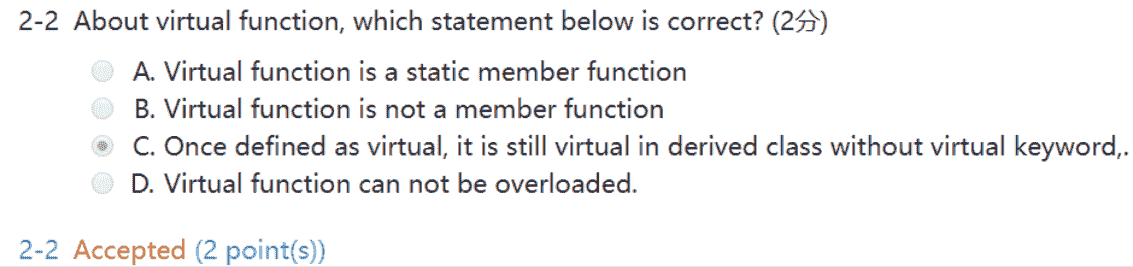 2-2 About virtual function, which statement below is correct? (2分)
A. Virtual function is a static member function
B. Virtual function is not a member function
C. Once defined as virtual, it is still virtual in derived class without virtual keyword,.
D. Virtual function can not be overloaded.
2-2 Accepted (2 point(s))